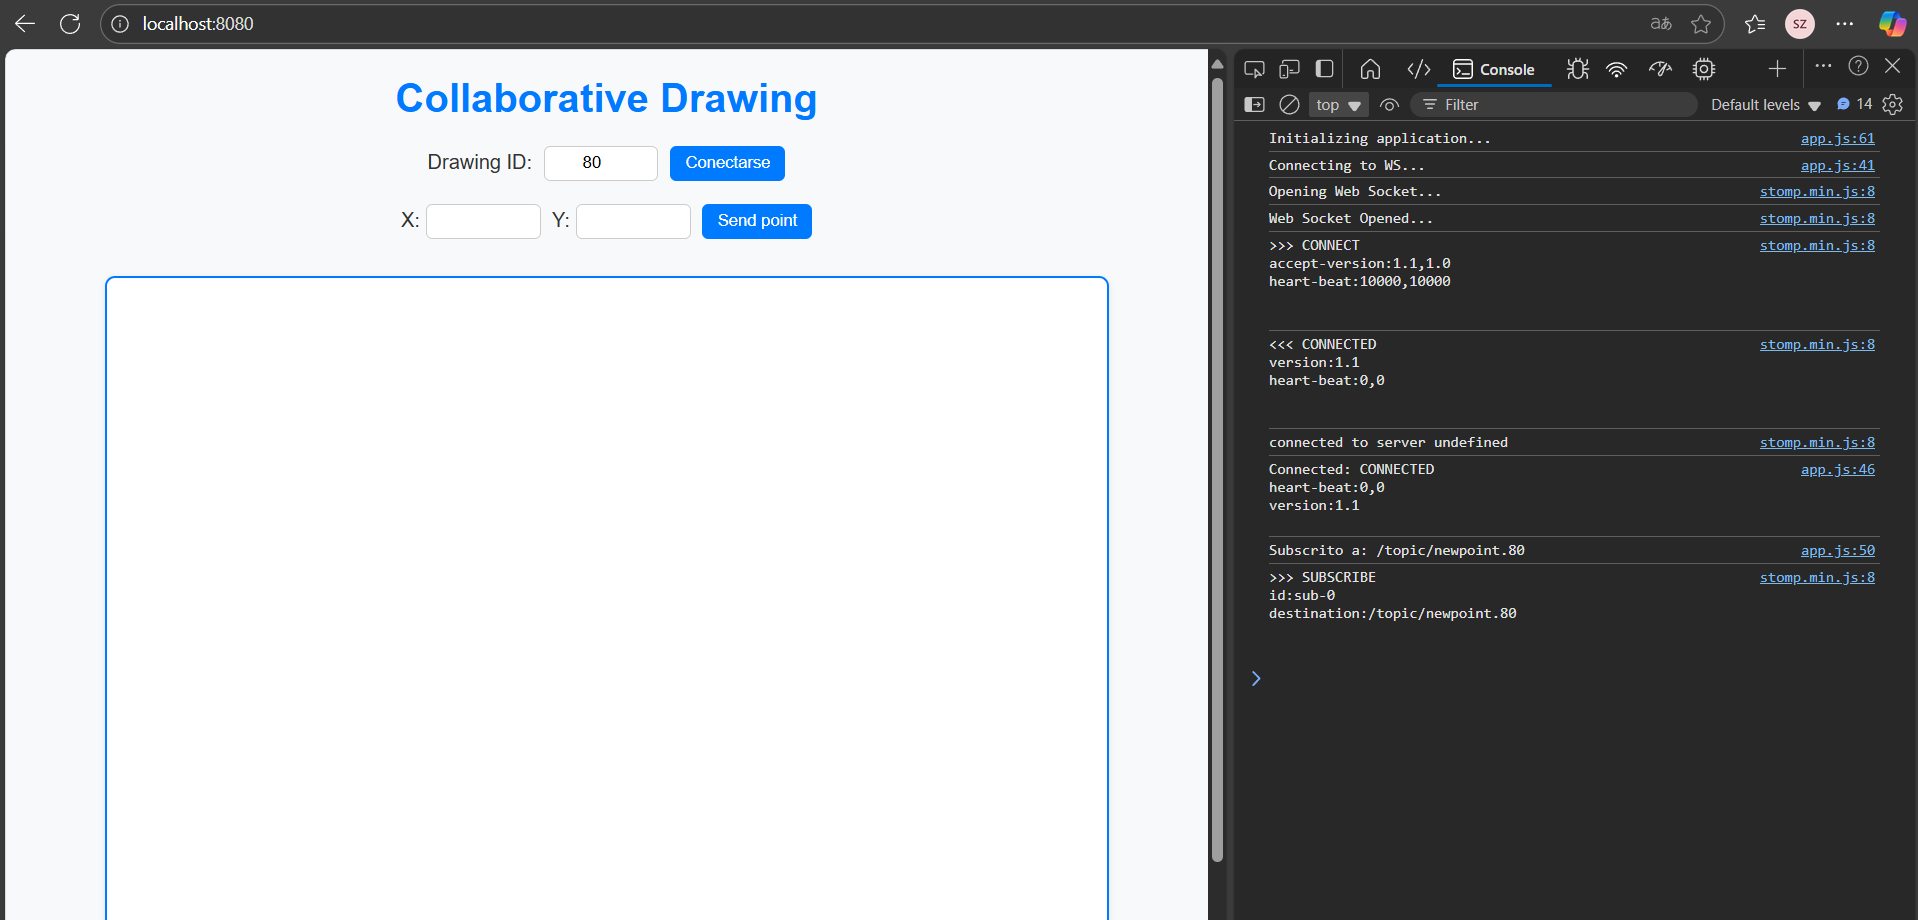 localhost:8080
aあ
SZ
Collaborative Drawing
Drawing ID: 80 Conectarse
X: Y: Send point
Console
top Filter Default levels 14
Initializing application... app.js:61
Connecting to WS... app.js:41
Opening Web Socket... stomp.min.js:8
Web Socket Opened... stomp.min.js:8
>>> CONNECT stomp.min.js:8
accept-version:1.1,1.0
heart-beat:10000,10000
<<< CONNECTED stomp.min.js:8
version:1.1
heart-beat:0,0
connected to server undefined stomp.min.js:8
Connected: CONNECTED app.js:46
heart-beat:0,0
version:1.1
Subscrito a: /topic/newpoint.80 app.js:50
>>> SUBSCRIBE stomp.min.js:8
id:sub-0
destination:/topic/newpoint.80